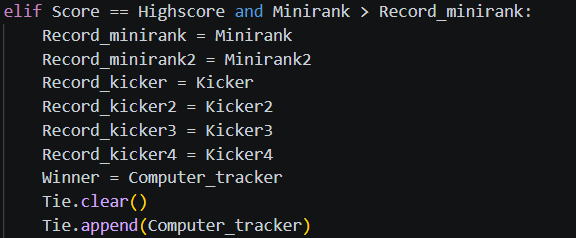 elif Score == Highscore and Minirank > Record_minirank:
Record_minirank = Minirank
Record_minirank2 = Minirank2
Record_kicker = Kicker
Record_kicker2 = Kicker2
Record_kicker3 = Kicker3
Record_kicker4 = Kicker4
Winner = Computer_tracker
Tie.clear()
Tie.append(Computer_tracker)